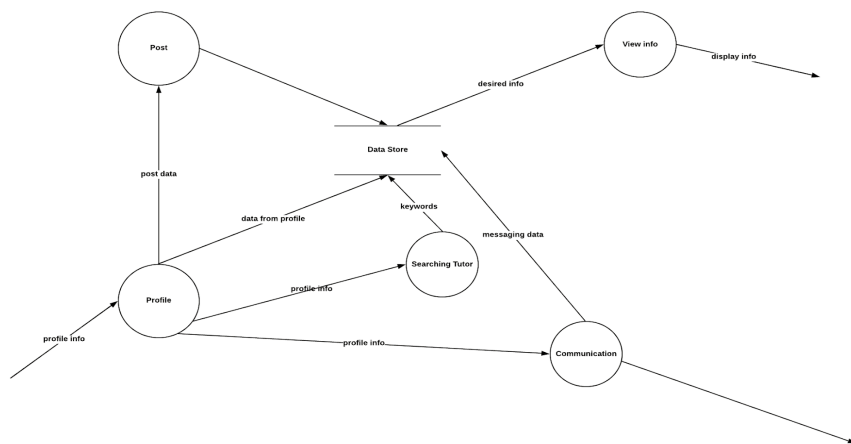 Post
View info
display info
desired info
Data Store
post data
keywords
data from profile
messaging data
Searching Tutor
profile info
Profile
profile info
profile info
Communication